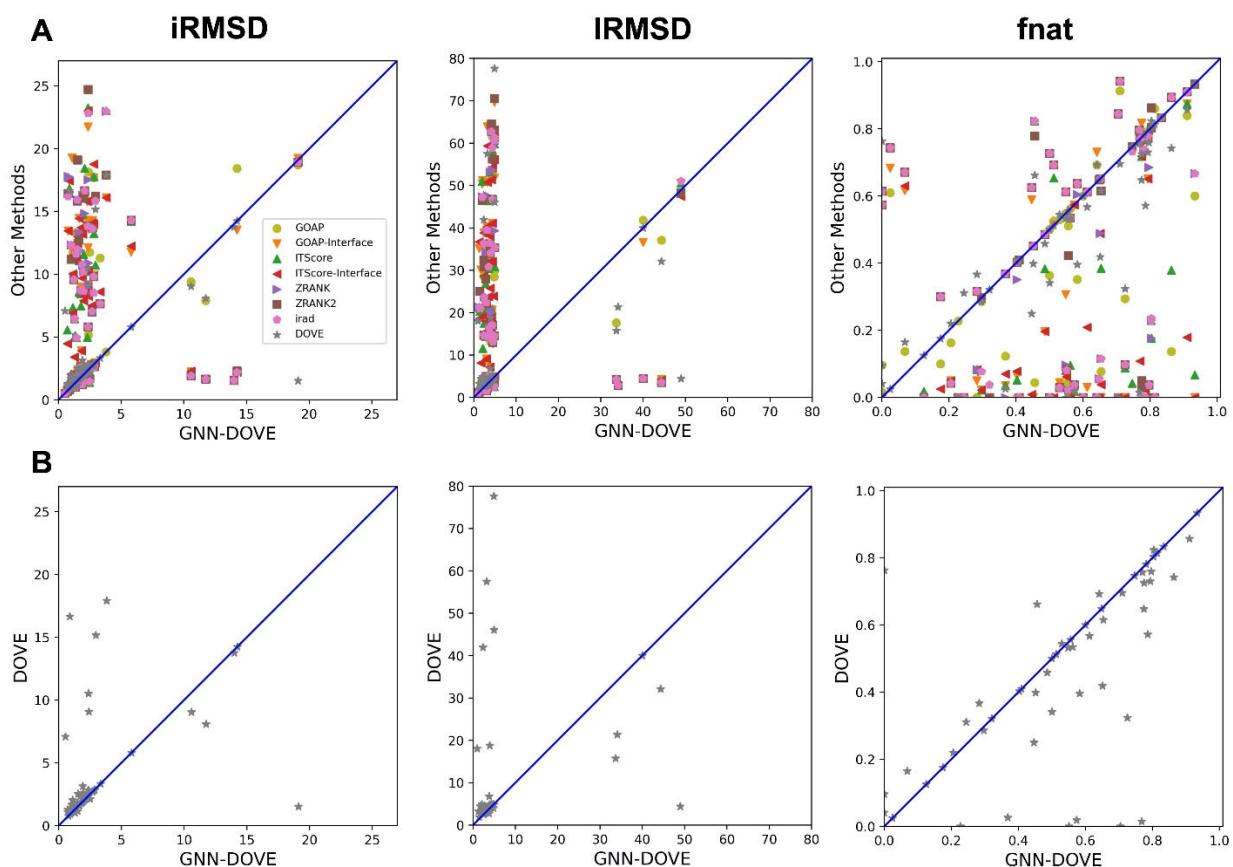 A
iRMSD
lRMSD
fnat
25
20
15
10
5
0
Other Methods
0 5 10 15 20 25
GNN-DOVE
GOAP
GOAP-Interface
ITScore
ITScore-Interface
ZRANK
ZRANK2
irad
DOVE
80
70
60
50
40
30
20
10
0
Other Methods
0 10 20 30 40 50 60 70 80
GNN-DOVE
1.0
0.8
0.6
0.4
0.2
0.0
Other Methods
0.0 0.2 0.4 0.6 0.8 1.0
GNN-DOVE
B
25
20
15
10
5
0
DOVE
0 5 10 15 20 25
GNN-DOVE
80
70
60
50
40
30
20
10
0
DOVE
0 10 20 30 40 50 60 70 80
GNN-DOVE
1.0
0.8
0.6
0.4
0.2
0.0
DOVE
0.0 0.2 0.4 0.6 0.8 1.0
GNN-DOVE